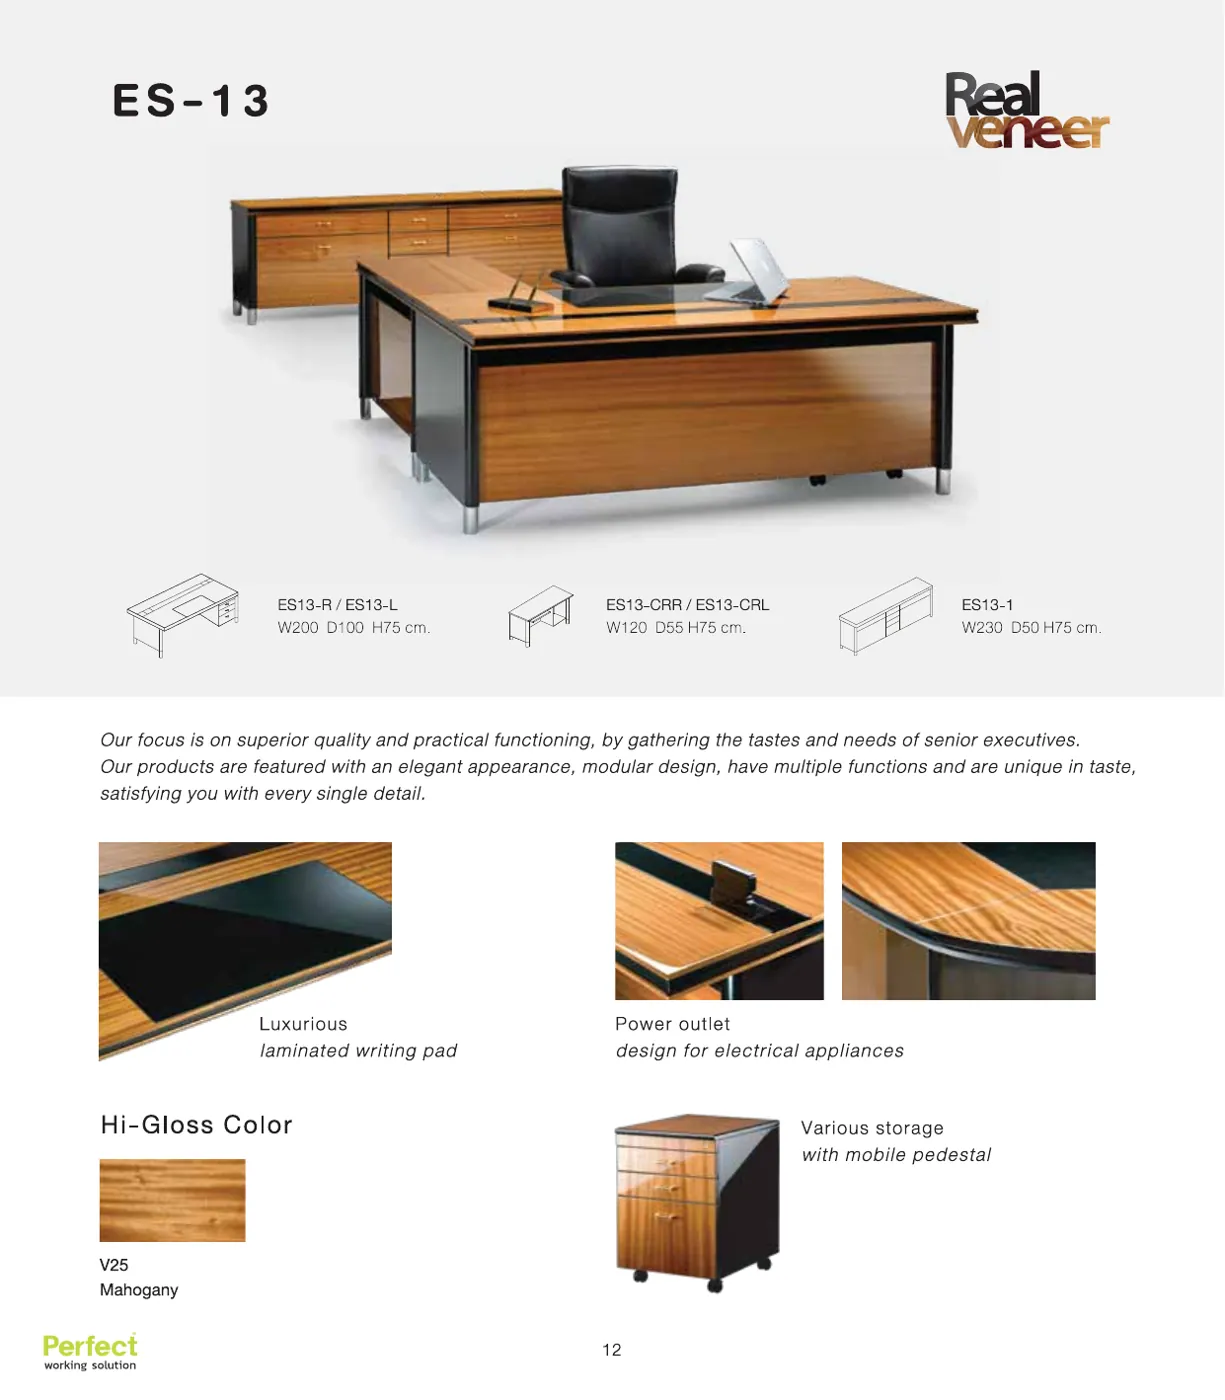 ES-13
Real
veneer
ES13-R / ES13-L
W200 D100 H75 cm.
ES13-CRR / ES13-CRL
W120 D55 H75 cm.
ES13-1
W230 D50 H75 cm.
Our focus is on superior quality and practical functioning, by gathering the tastes and needs of senior executives.
Our products are featured with an elegant appearance, modular design, have multiple functions and are unique in taste,
satisfying you with every single detail.
Luxurious
laminated writing pad
Power outlet
design for electrical appliances
Hi-Gloss Color
Various storage
with mobile pedestal
V25
Mahogany
Perfect
working solution
12